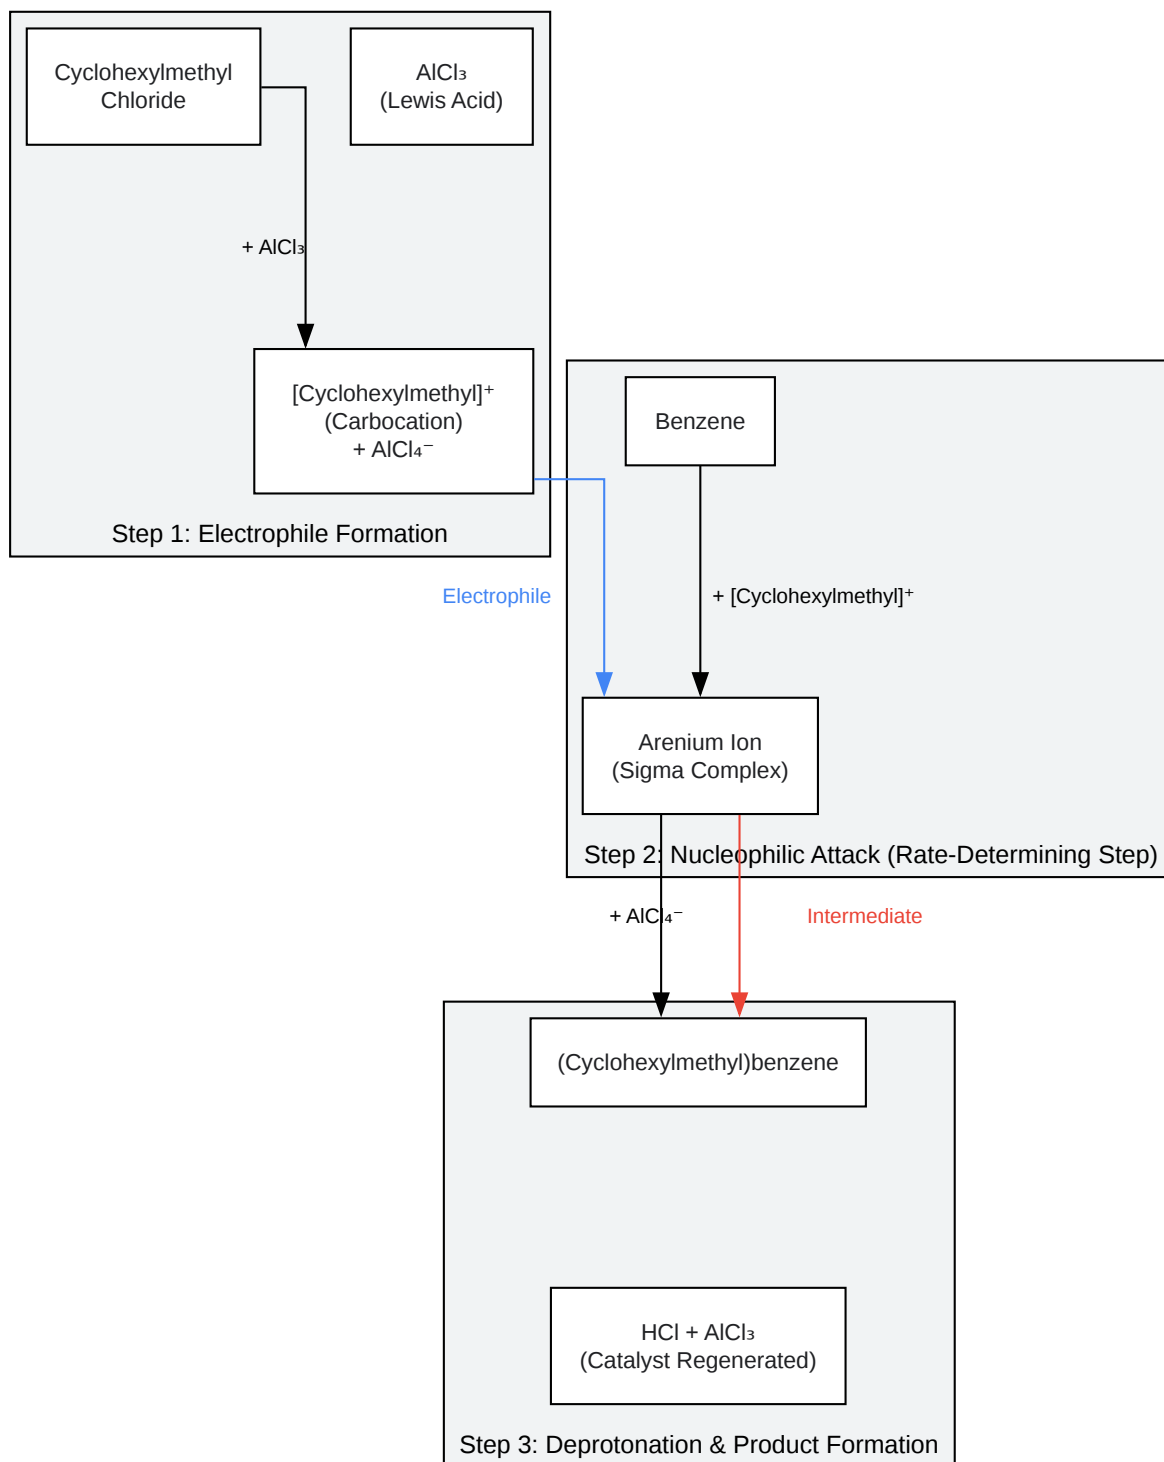 Cyclohexylmethyl
Chloride
AlCl₃
(Lewis Acid)
+ AlCl₃
[Cyclohexylmethyl]⁺
(Carbocation)
+ AlCl₄⁻
Step 1: Electrophile Formation
Benzene
Electrophile
+ [Cyclohexylmethyl]⁺
Arenium Ion
(Sigma Complex)
Step 2: Nucleophilic Attack (Rate-Determining Step)
+ AlCl₄⁻
Intermediate
(Cyclohexylmethyl)benzene
HCl + AlCl₃
(Catalyst Regenerated)
Step 3: Deprotonation & Product Formation